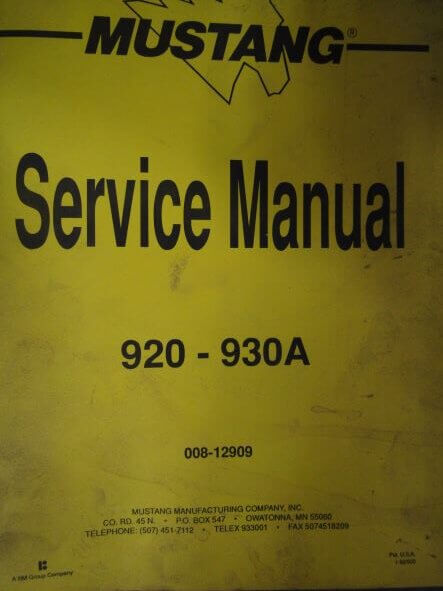 MUSTANG®
Service Manual
920 - 930A
008-12909
MUSTANG MANUFACTURING COMPANY, INC.
CO. RD. 45 N. • P.O. BOX 547 • OWATONNA, MN 55060
TELEPHONE: (507) 451-7112 • TELEX 933001 • FAX 5074518209
A Group Company
U.S.A.